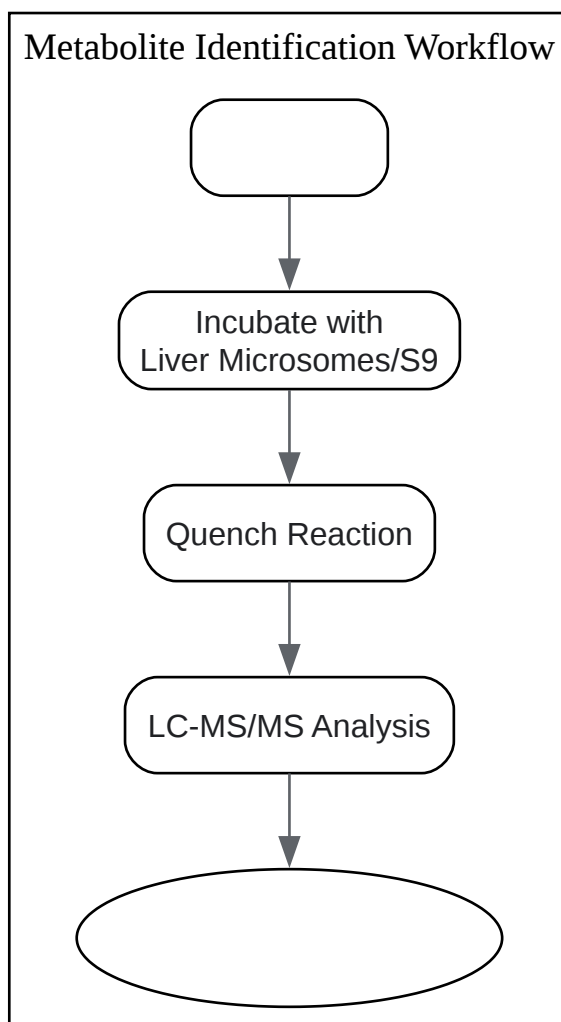 Metabolite Identification Workflow
Incubate with
Liver Microsomes/S9
Quench Reaction
LC-MS/MS Analysis